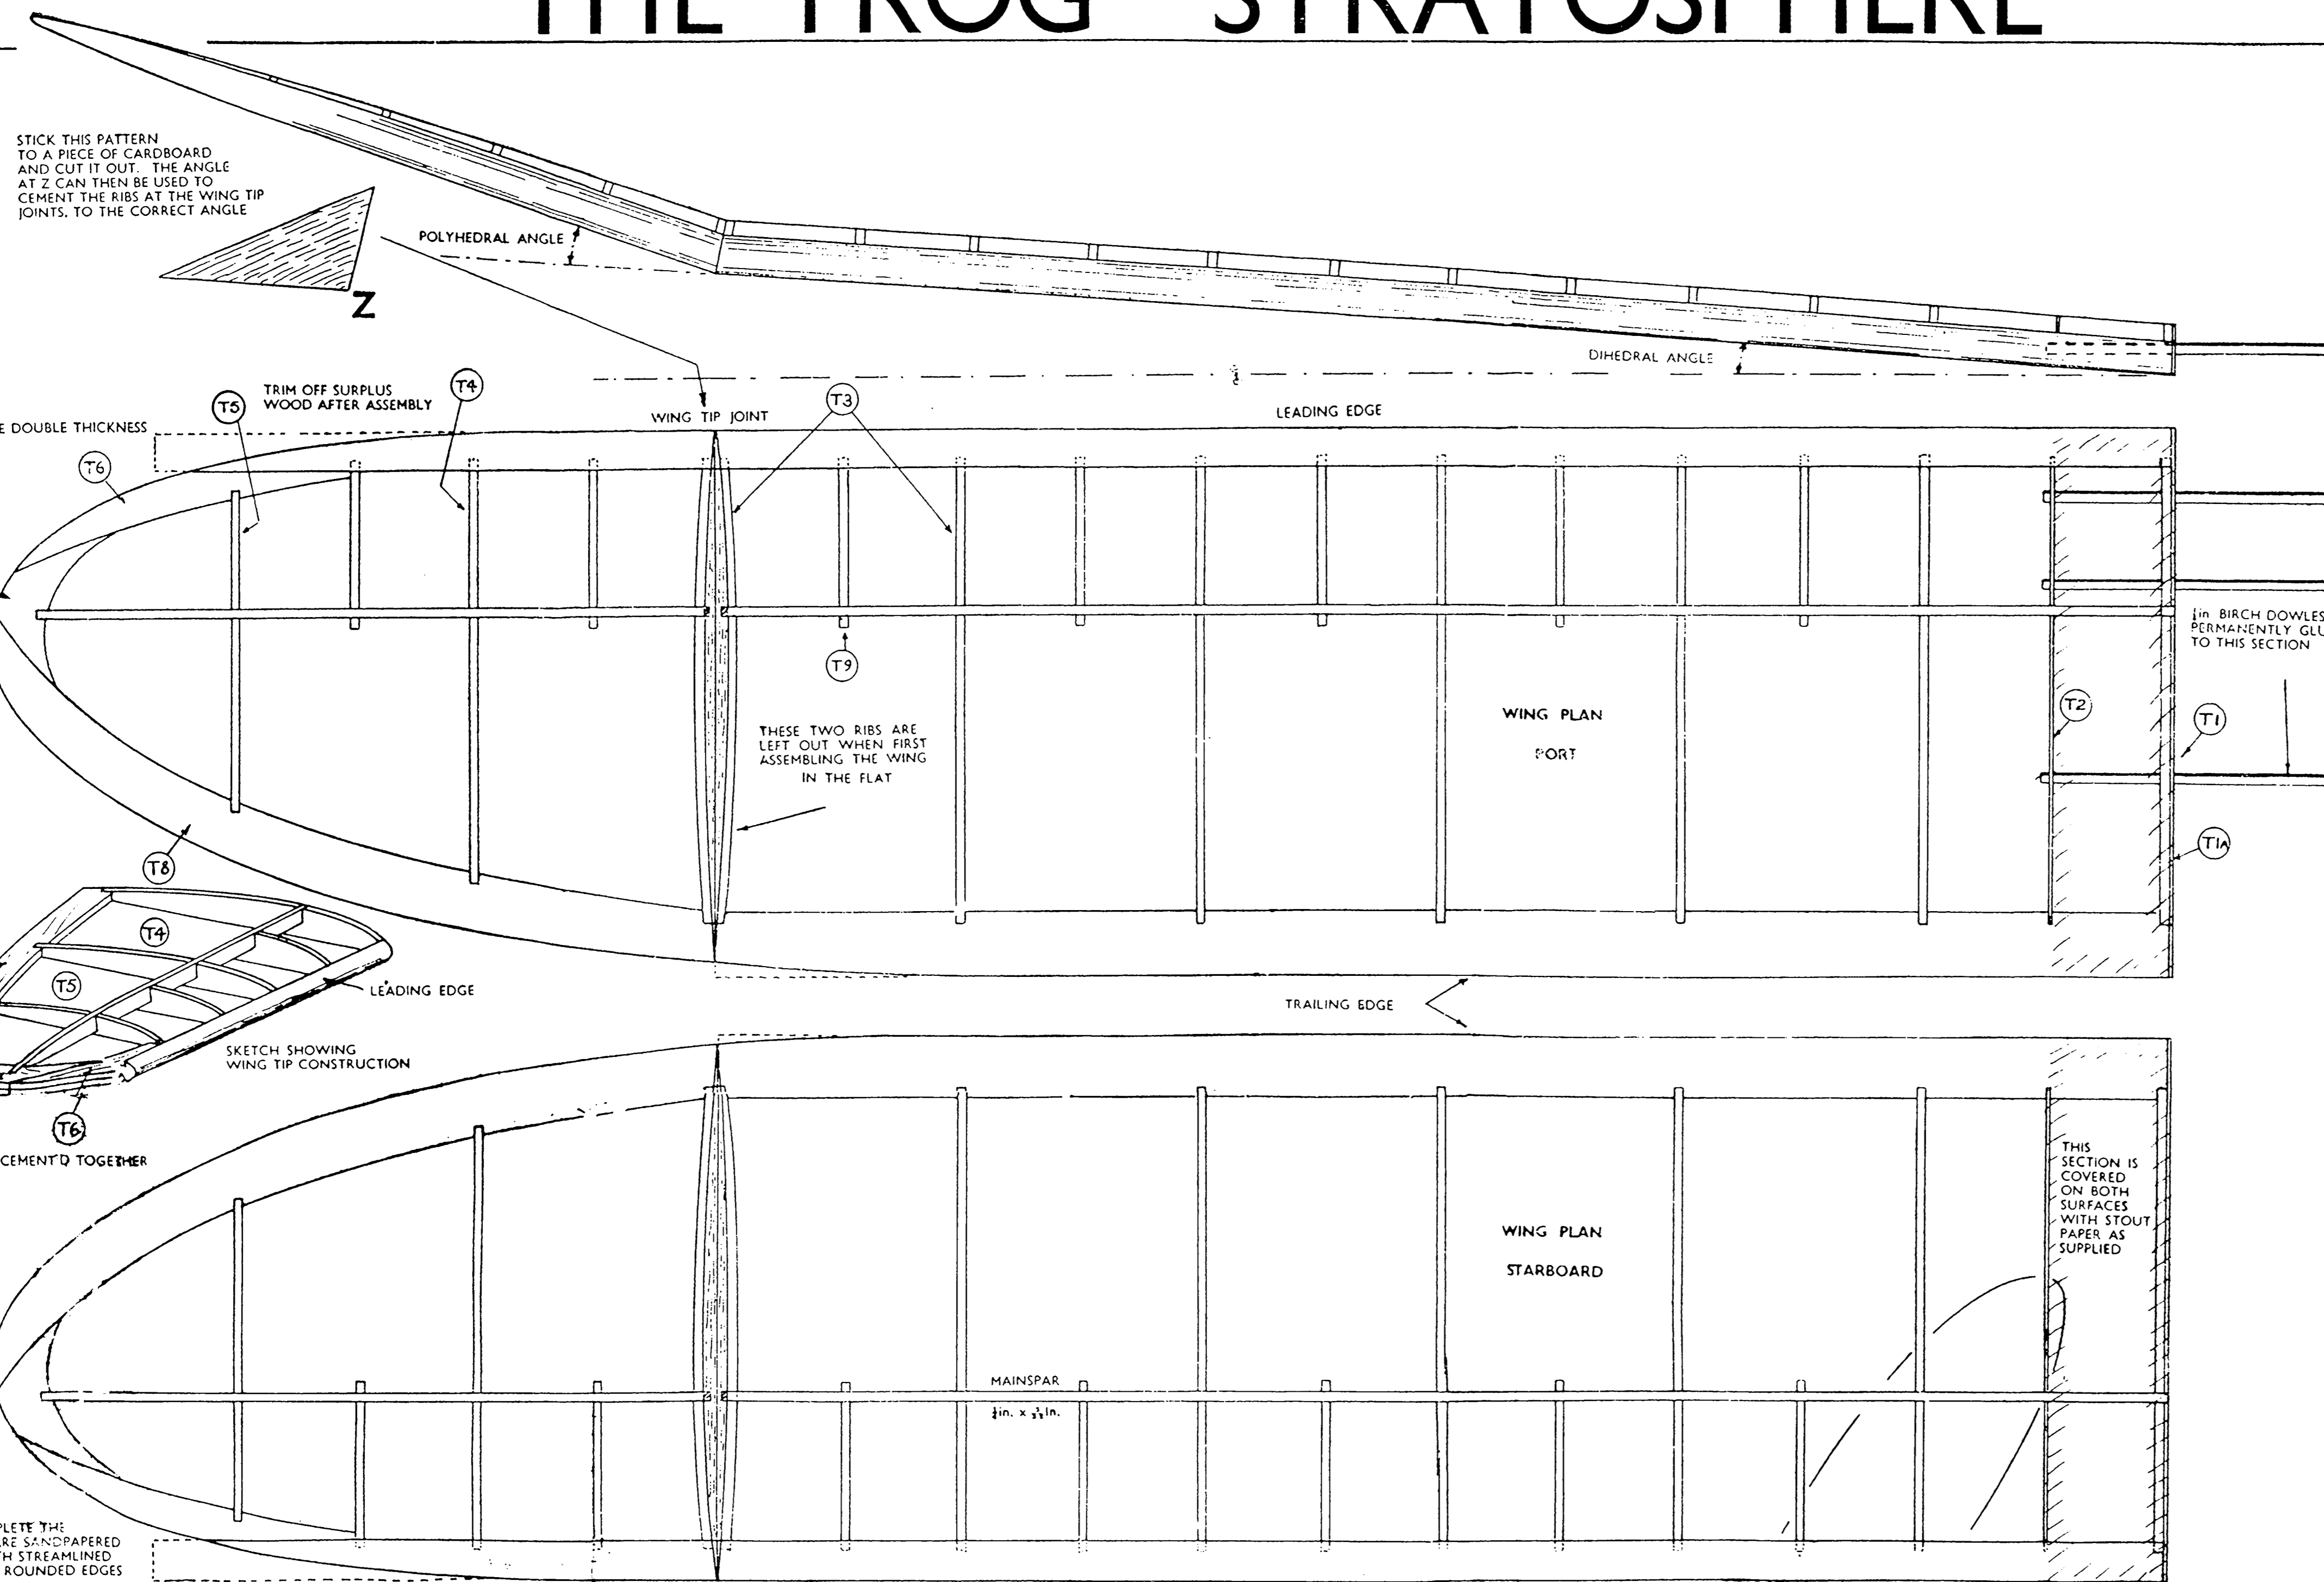 THE "FROG" STRATOSPHERE
STICK THIS PATTERN
TO A PIECE OF CARDBOARD
AND CUT IT OUT. THE ANGLE
AT Z CAN THEN BE USED TO
CEMENT THE RIBS AT THE WING TIP
JOINTS, TO THE CORRECT ANGLE
Z
POLYHEDRAL ANGLE
DIHEDRAL ANGLE
E DOUBLE THICKNESS
T6
T5
TRIM OFF SURPLUS
WOOD AFTER ASSEMBLY
T4
WING TIP JOINT
T3
LEADING EDGE
T9
THESE TWO RIBS ARE
LEFT OUT WHEN FIRST
ASSEMBLING THE WING
IN THE FLAT
WING PLAN
PORT
T2
in BIRCH DOWLES
PERMANENTLY GLU
TO THIS SECTION
T1
T1A
T8
T4
T5
LEADING EDGE
SKETCH SHOWING
WING TIP CONSTRUCTION
T6
CEMENT'D TOGETHER
TRAILING EDGE
WING PLAN
STARBOARD
THIS
SECTION IS
COVERED
ON BOTH
SURFACES
WITH STOUT
PAPER AS
SUPPLIED
MAINSPAR
in. x in.
PLETE THE
RE SANDPAPERED
H STREAMLINED
ROUNDED EDGES